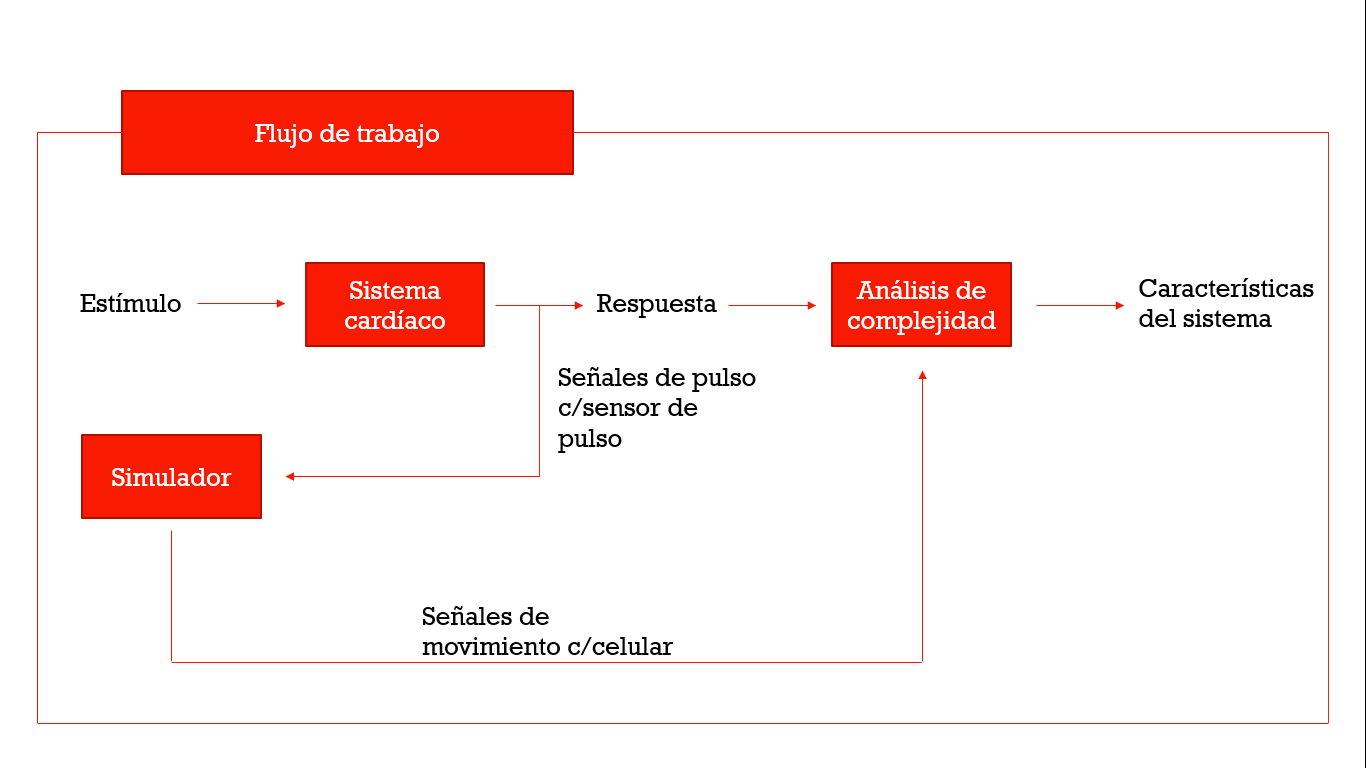 Flujo de trabajo
Estímulo
Sistema
cardíaco
Respuesta
Análisis de
complejidad
Características
del sistema
Señales de pulso
c/sensor de
pulso
Simulador
Señales de
movimiento c/celular